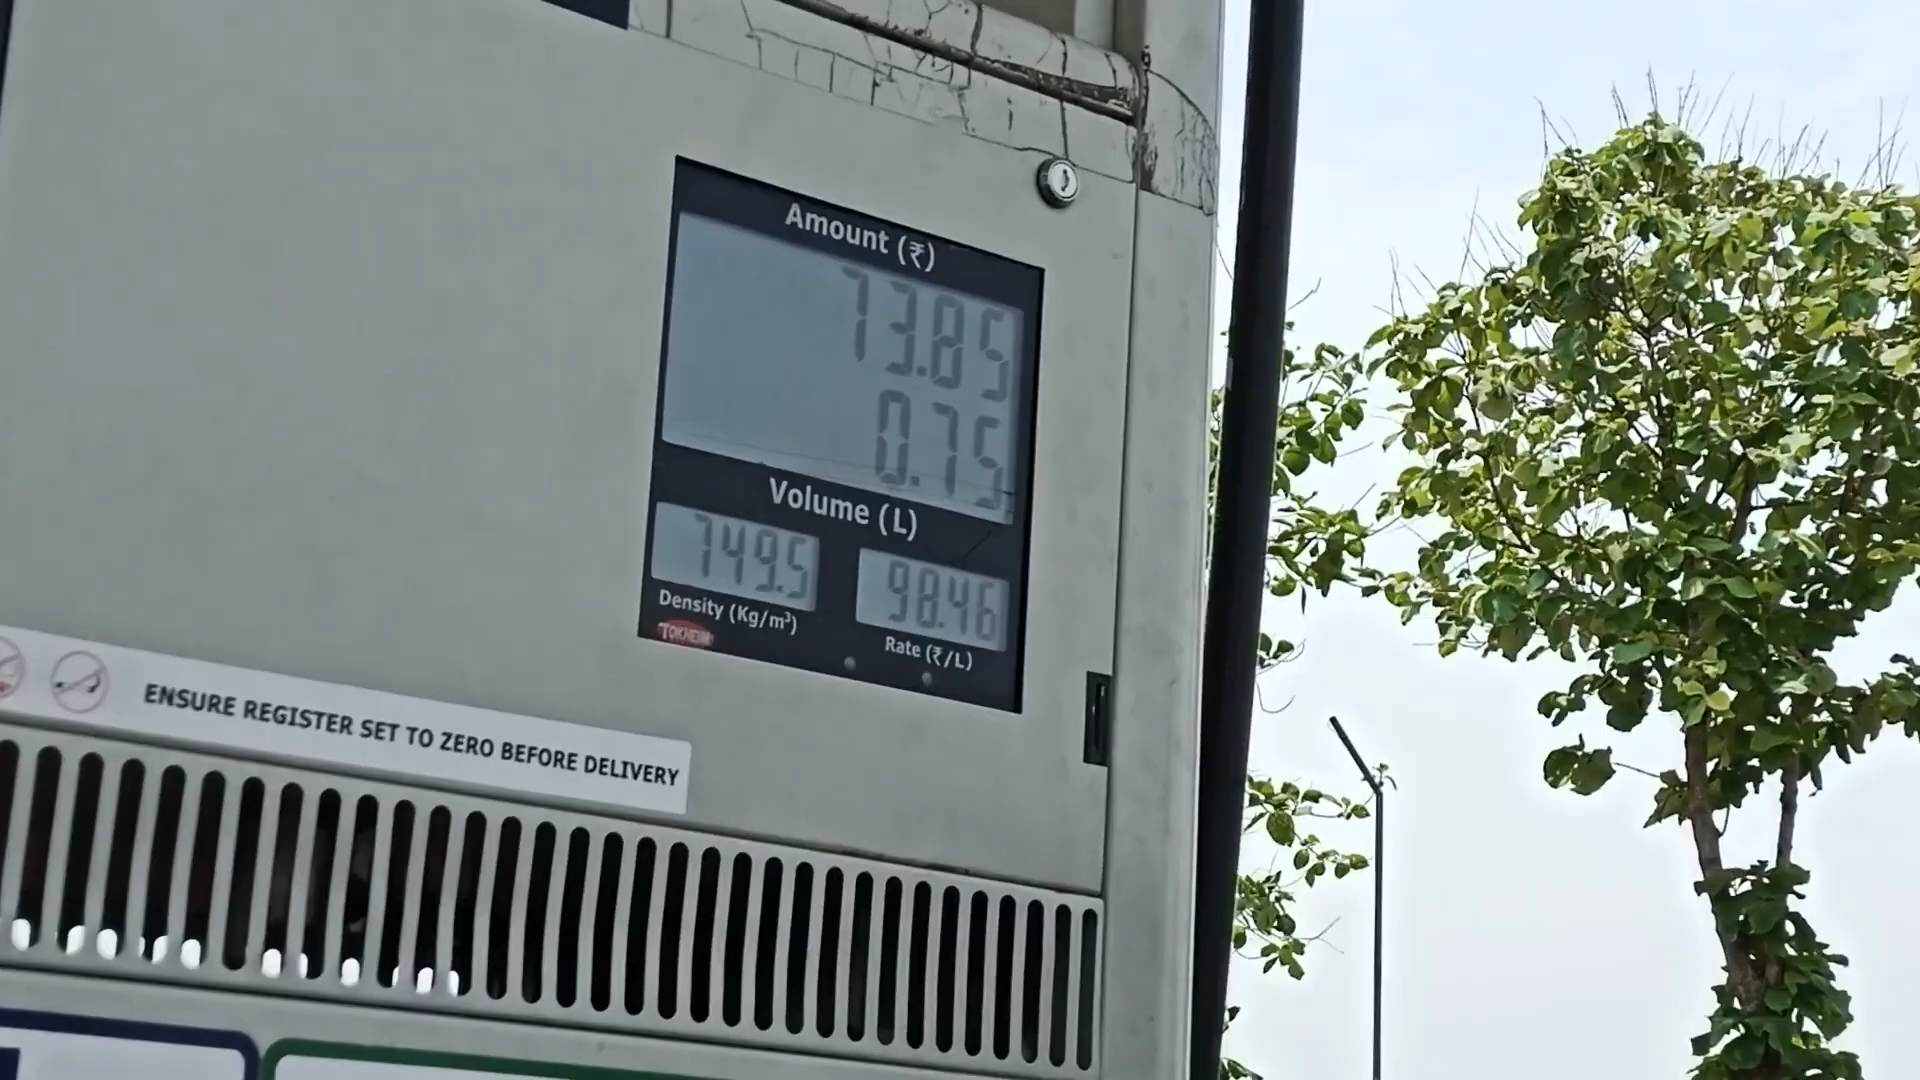 Amount (₹)
73.85
0.75
Volume (L)
749.5
98.46
Density (Kg/m³)
Rate (₹/L)
TOKHEIM
ENSURE REGISTER SET TO ZERO BEFORE DELIVERY